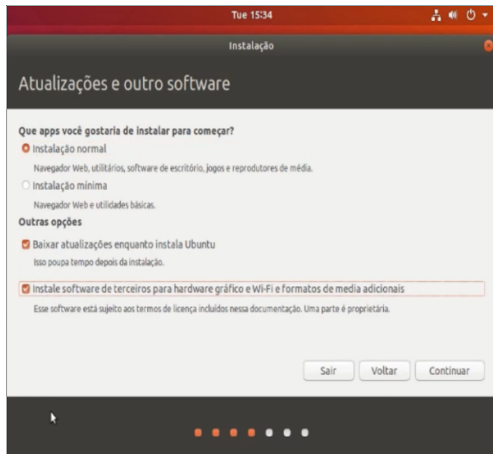 Tue 15:34
Instalação
Atualizações e outro software
Que apps você gostaria de instalar para começar?
Instalação normal
Navegador Web, utilitários, software de escritório, jogos e reprodutores de média.
Instalação mínima
Navegador Web e utilidades básicas.
Outras opções
Baixar atualizações enquanto instala Ubuntu
Isso poupa tempo depois da instalação.
Instale software de terceiros para hardware gráfico e Wi-Fi e formatos de media adicionais
Esse software está sujeito aos termos de licença incluídos nessa documentação. Uma parte é proprietária.
Sair Voltar Continuar